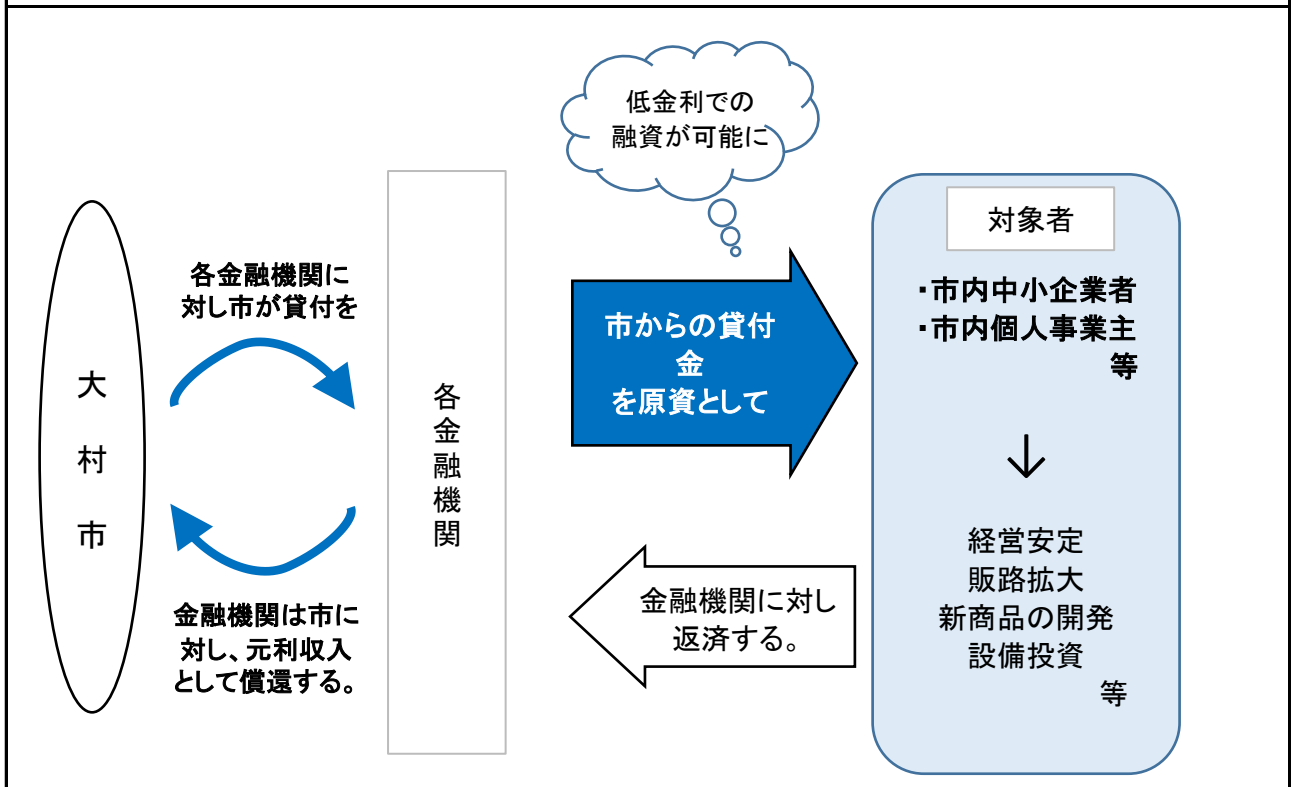 低金利での
融資が可能に
対象者
各金融機関に
対し市が貸付を
・市内中小企業者
・市内個人事業主
等
市からの貸付
金
を原資として
大村市
各金融機関
↓
経営安定
販路拡大
新商品の開発
設備投資
等
金融機関に対し
返済する。
金融機関は市に
対し、元利収入
として償還する。